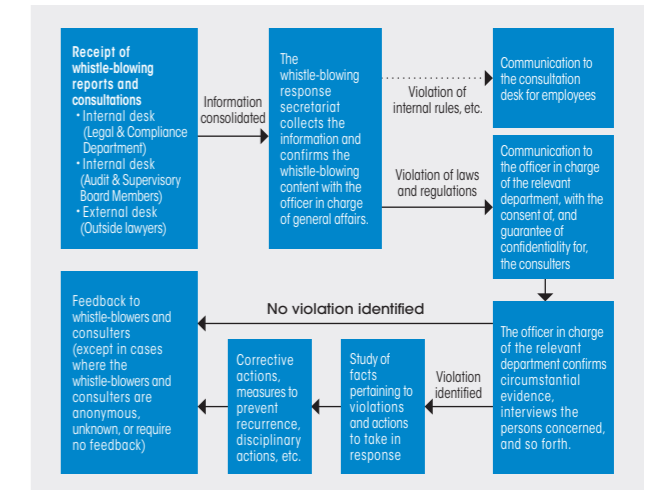 Receipt of
whistle-blowing
reports and
consultations
・Internal desk
(Legal & Compliance
Department)
・Internal desk
(Audit & Supervisory
Board Members)
・External desk
(Outside lawyers)
Information
consolidated
The
whistle-blowing
response
secretariat
collects the
information and
confirms the
whistle-blowing
content with the
officer in charge
of general affairs.
Violation of
internal rules, etc.
Communication to
the consultation
desk for employees
Violation of laws
and regulations
Communication to
the officer in charge
of the relevant
department, with the
consent of, and
guarantee of
confidentiality for,
the consulters
The officer in charge
of the relevant
department confirms
circumstantial
evidence,
interviews the
persons concerned,
and so forth.
No violation identified
Violation
identified
Study of
facts
pertaining to
violations
and actions
to take in
response
Corrective
actions,
measures to
prevent
recurrence,
disciplinary
actions, etc.
Feedback to
whistle-blowers and
consulters
(except in cases
where the
whistle-blowers and
consulters are
anonymous,
unknown, or require
no feedback)